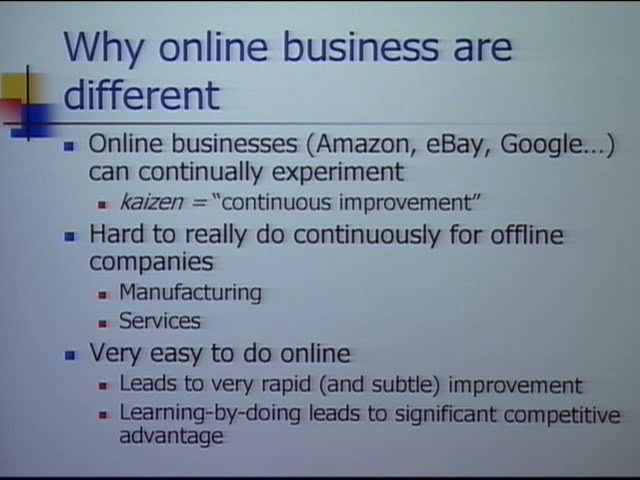 Why online business are
different
Online businesses (Amazon, eBay, Google...)
can continually experiment
kaizen = "continuous improvement"
Hard to really do continuously for offline
companies
Manufacturing
Services
Very easy to do online
Leads to very rapid (and subtle) improvement
Learning-by-doing leads to significant competitive
advantage